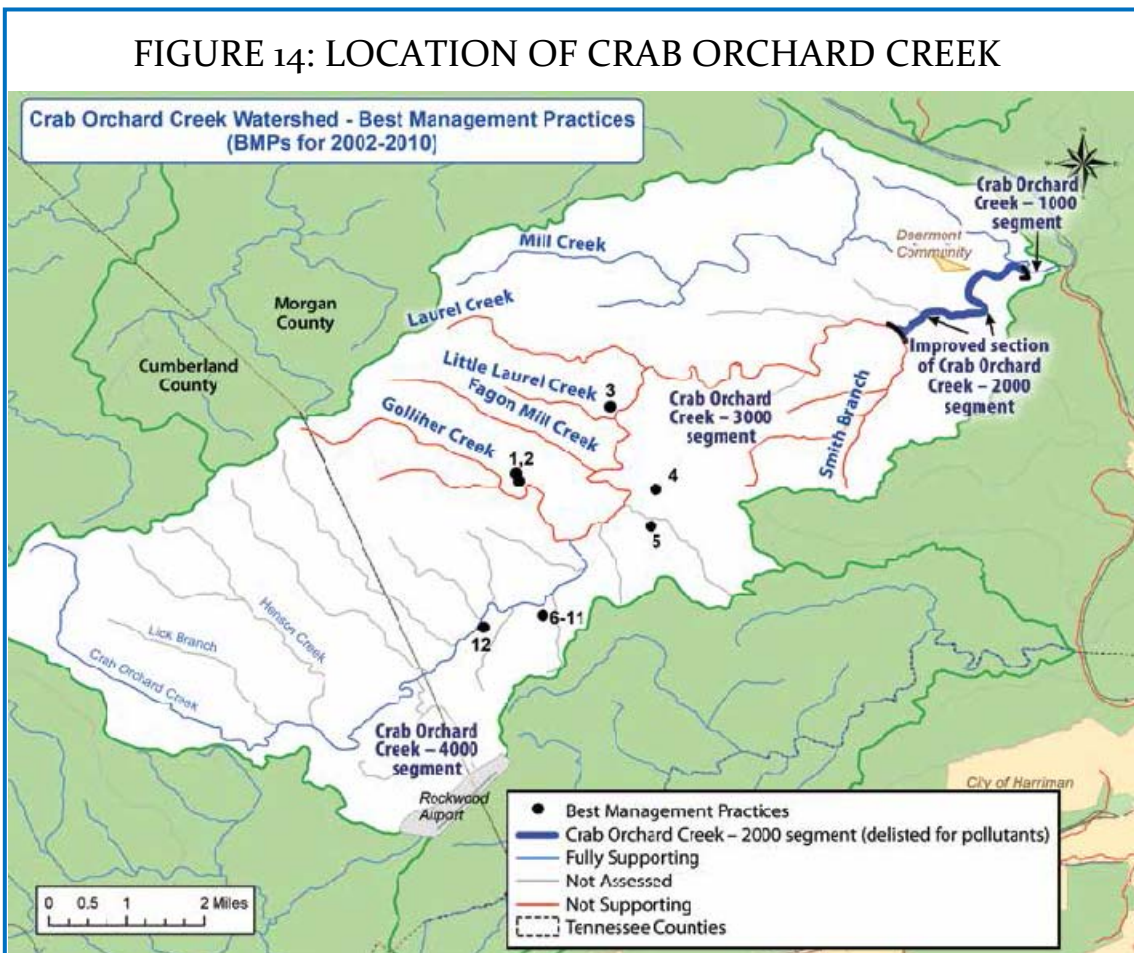 FIGURE 14: LOCATION OF CRAB ORCHARD CREEK
Crab Orchard Creek Watershed - Best Management Practices
(BMPs for 2002-2010)
Crab Orchard
Creek – 1000
segment
Deermont
Community
Mill Creek
Morgan
County
Laurel Creek
Cumberland
County
Improved section
of Crab Orchard
Creek – 2000
segment
Little Laurel Creek
3
Crab Orchard
Creek – 3000
segment
Fagon Mill Creek
Golliher Creek
Smith Branch
1,2
4
5
6-11
12
Henson Creek
Lick Branch
Crab Orchard Creek
Crab Orchard
Creek – 4000
segment
Rockwood
Airport
City of Harriman
Best Management Practices
Crab Orchard Creek – 2000 segment (delisted for pollutants)
Fully Supporting
Not Assessed
Not Supporting
Tennessee Counties
0 0.5 1 2 Miles